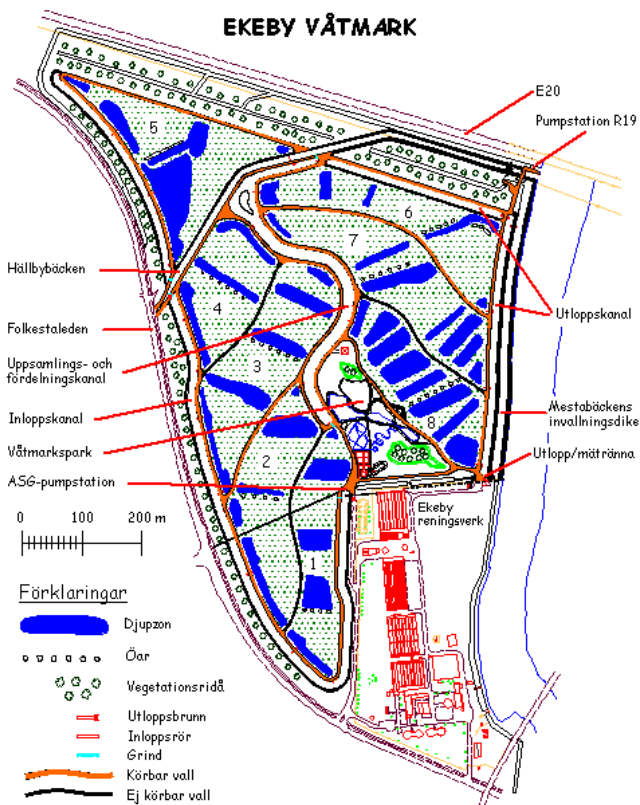 EKEBY VÅTMARK
E20
Pumpstation R19
5
6
7
Hällbybäcken
4
Utloppskanal
Folkestaleden
Uppsamlings- och
fördelningskanal
3
Inloppskanal
Mestabäckens
invallningsdike
8
Våtmarkspark
2
Utlopp/mätränna
ASG-pumpstation
Ekeby
reningsverk
0 100 200 m
1
Förklaringar
Djupzon
Öar
Vegetationsridå
Utloppsbrunn
Inloppsrör
Grind
Körbar vall
Ej körbar vall